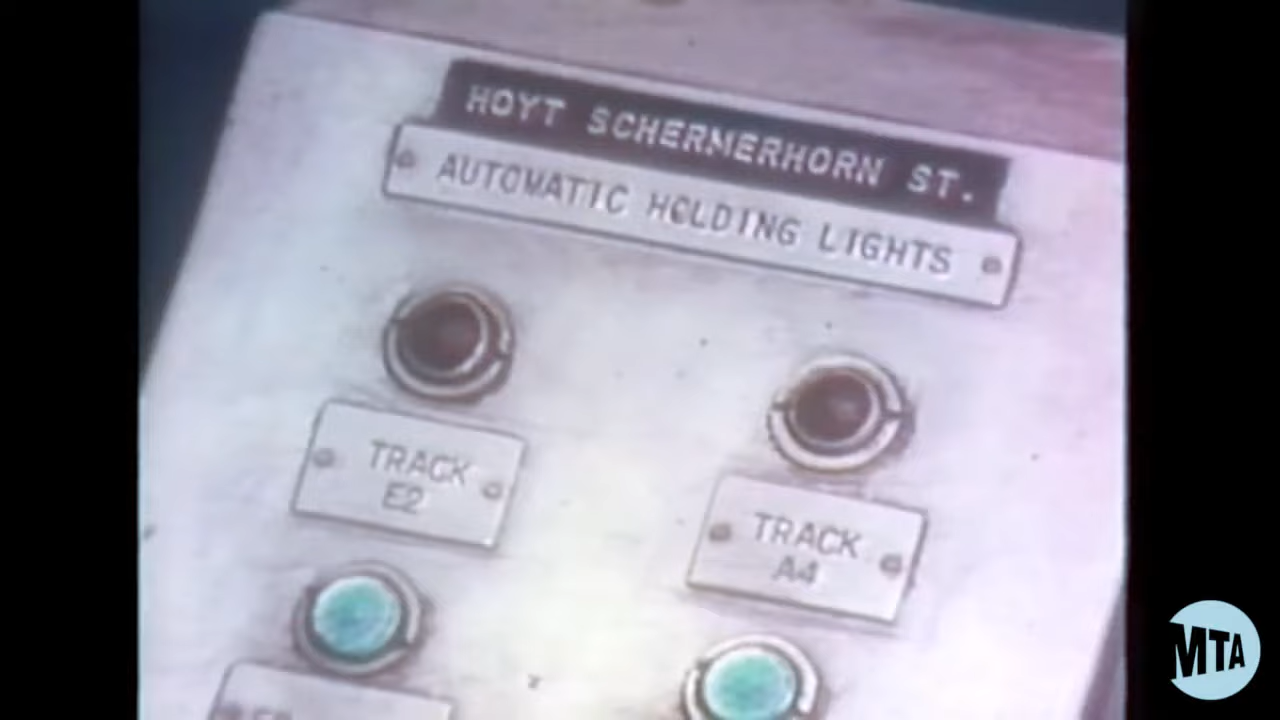 HOYT SCHERMERHORN ST.
AUTOMATIC HOLDING LIGHTS
TRACK
E2
TRACK
A4
MTA